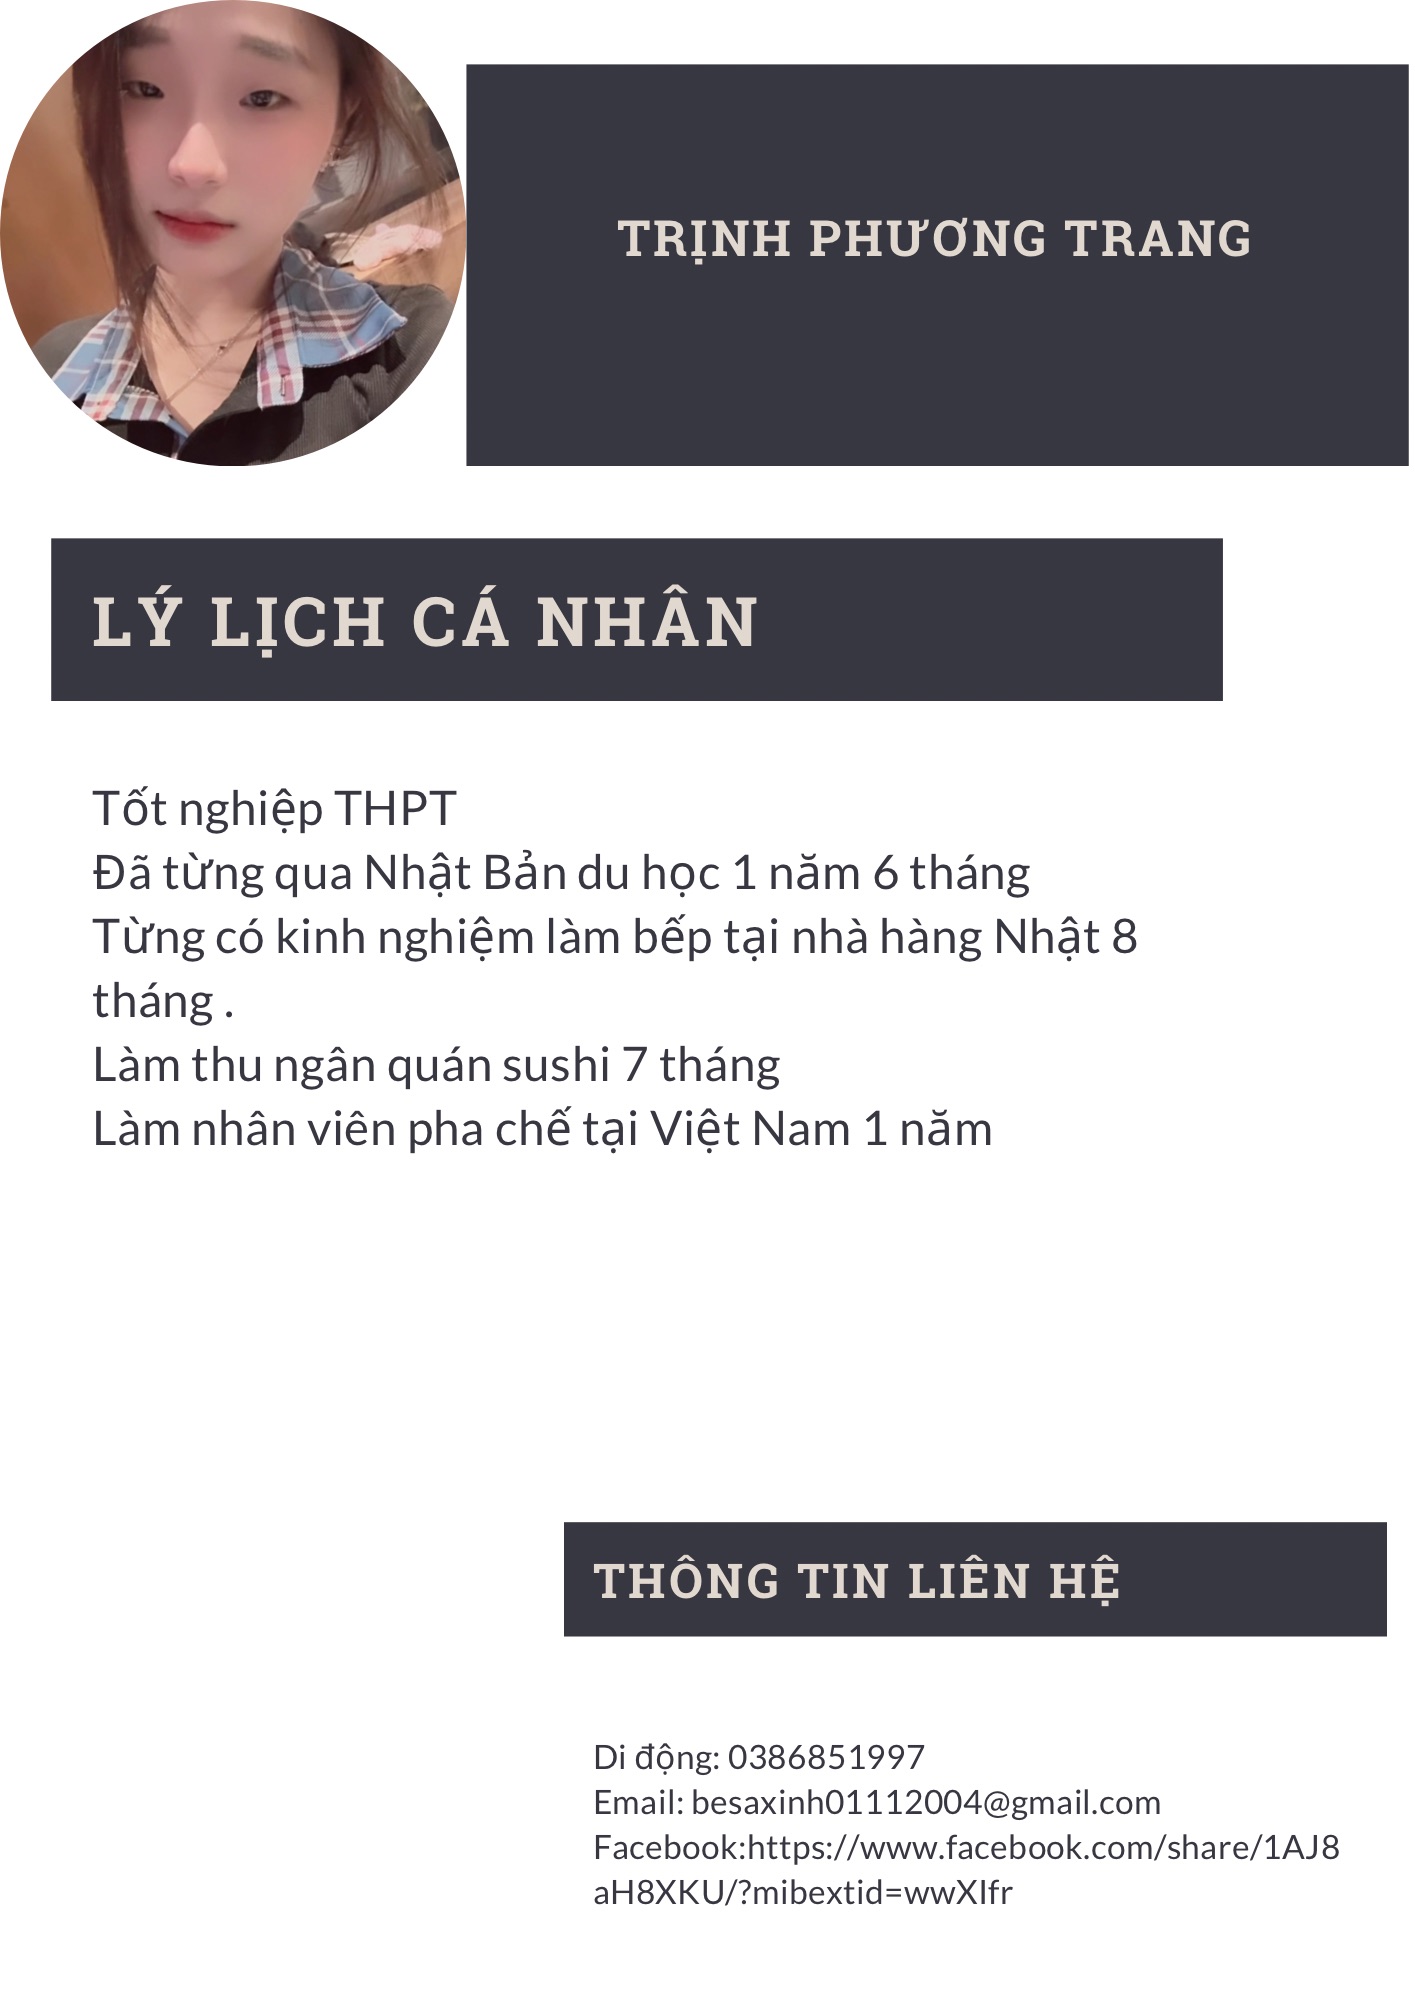 TRỊNH PHƯƠNG TRANG
LÝ LỊCH CÁ NHÂN
Tốt nghiệp THPT
Đã từng qua Nhật Bản du học 1 năm 6 tháng
Từng có kinh nghiệm làm bếp tại nhà hàng Nhật 8
tháng .
Làm thu ngân quán sushi 7 tháng
Làm nhân viên pha chế tại Việt Nam 1 năm
THÔNG TIN LIÊN HỆ
Di động: 0386851997
Email: besaxinh01112004@gmail.com
Facebook:https://www.facebook.com/share/1AJ8
aH8XKU/?mibextid=wwXIfr